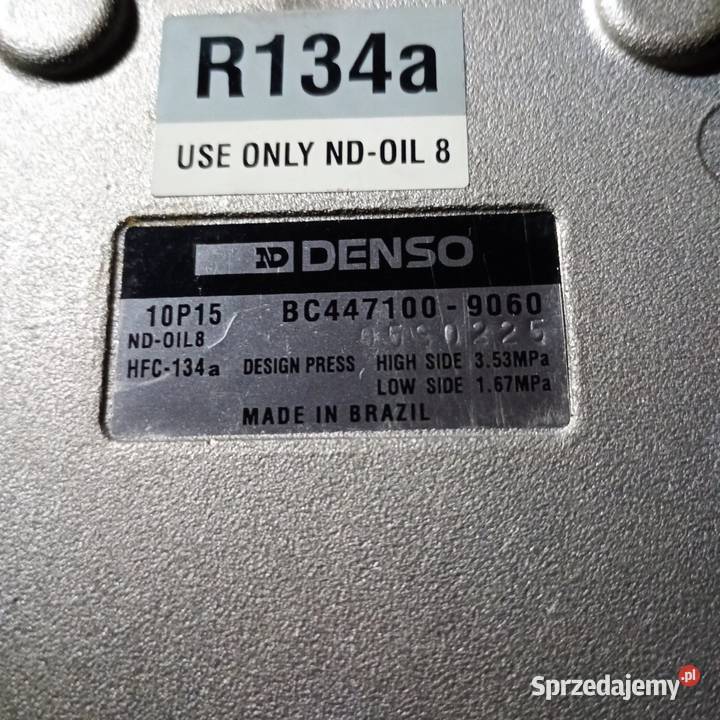 R134a
USE ONLY ND-OIL 8
ND DENSO
10P15 BC447100-9060
ND-OIL8
HFC-134a DESIGN PRESS HIGH SIDE 3.53MPa
LOW SIDE 1.67MPa
MADE IN BRAZIL
Sprzedajemy.pl